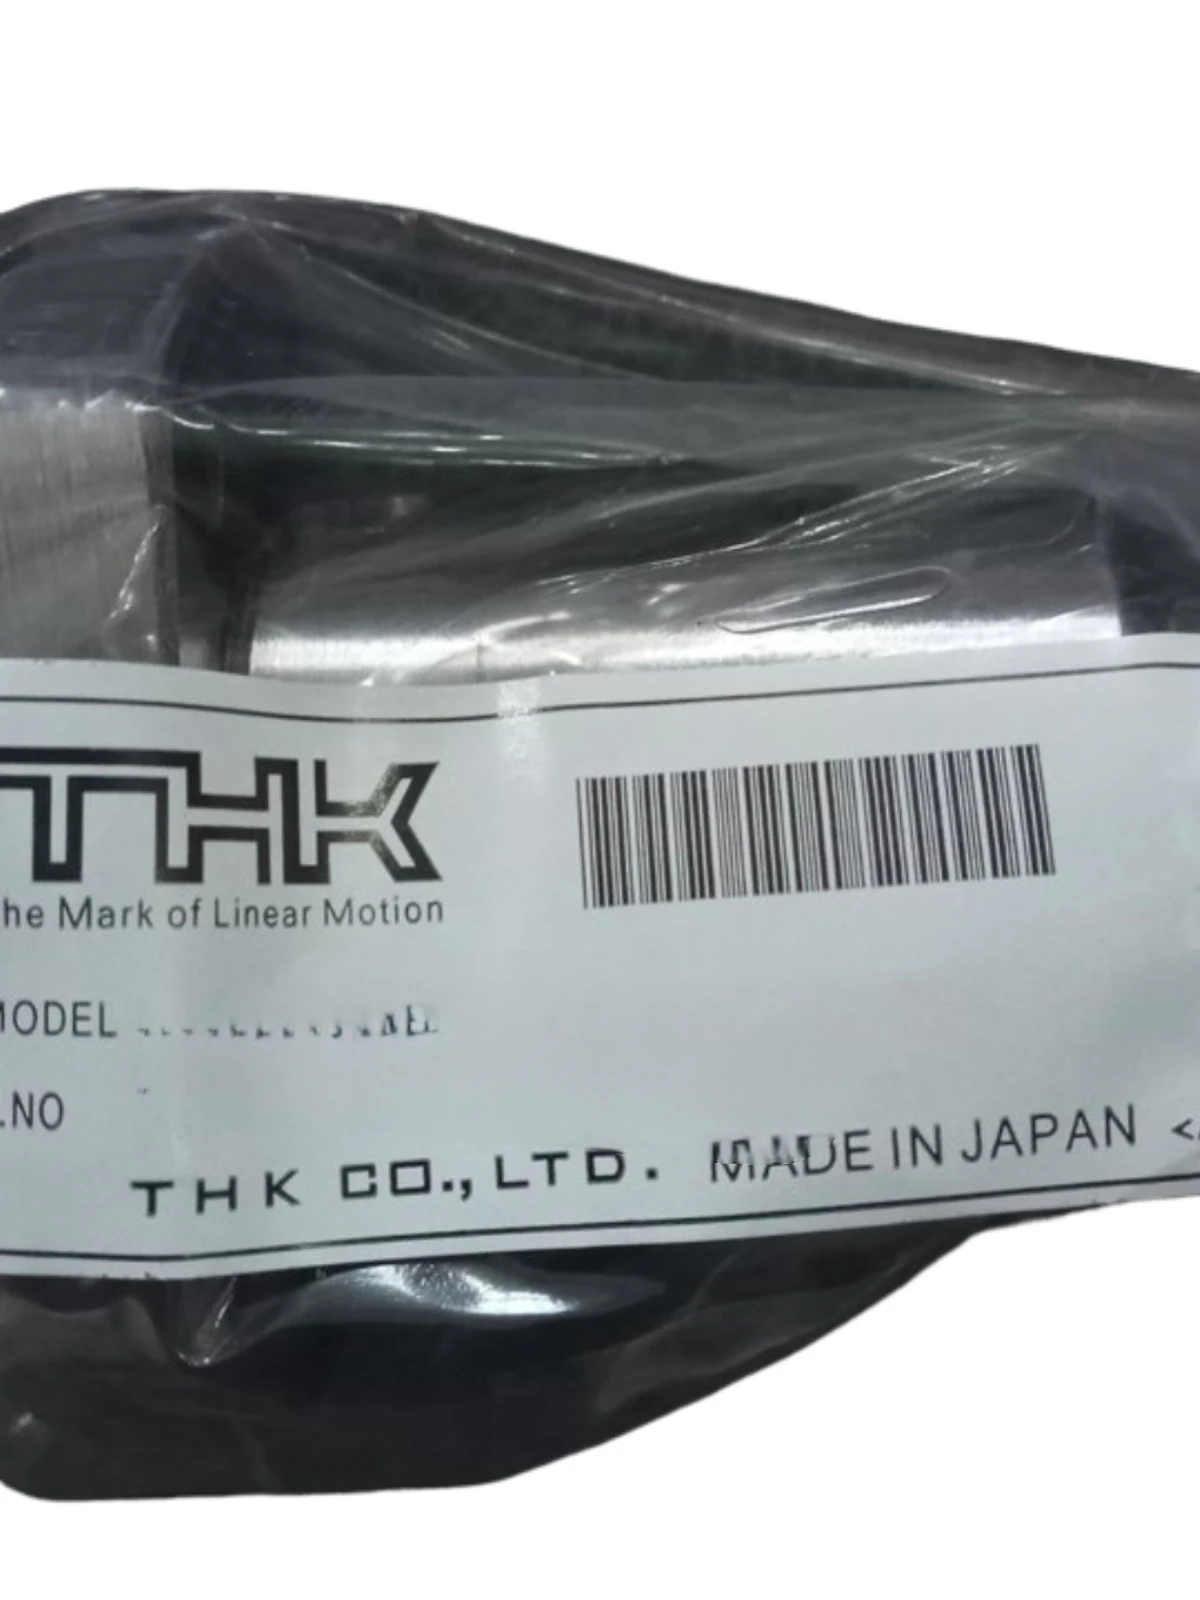 THK
he Mark of Linear Motion
MODEL
.NO
THK CO., LTD. MADE IN JAPAN <